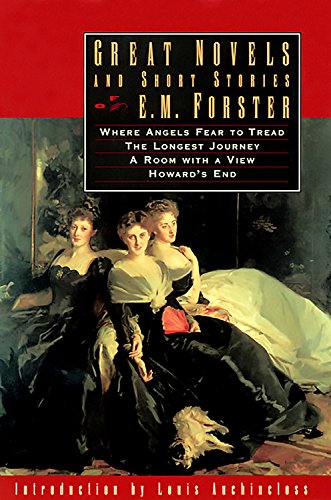 GREAT NOVELS
AND SHORT STORIES
OF E.M. FORSTER
WHERE ANGELS FEAR TO TREAD
THE LONGEST JOURNEY
A ROOM WITH A VIEW
HOWARD'S END
Introduction by Louis Auchincloss